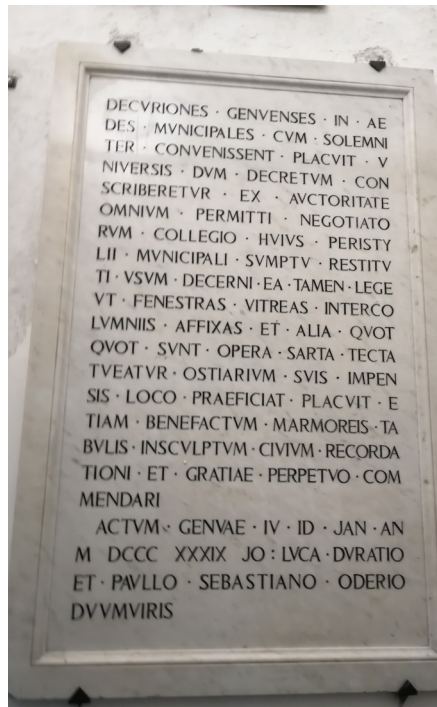 DECVRIONES · GENVENSES · IN · AE
DES · MVNICIPALES · CVM · SOLEMNI
TER · CONVENISSENT · PLACVIT · V
NIVERSIS · DVM · DECRETVM · CON
SCRIBERETVR · EX · AVCTORITATE
OMNIVM · PERMITTI · NEGOTIATO
RVM · COLLEGIO · HVIVS · PERISTY
LII · MVNICIPALI · SVMPTV · RESTITV
TI · VSVM · DECERNI · EA · TAMEN · LEGE
VT · FENESTRAS · VITREAS · INTERCO
LVMNIIS · AFFIXAS · ET · ALIA · QVOT
QVOT · SVNT · OPERA · SARTA · TECTA
TVEATVR · OSTIARIVM · SVIS · IMPEN
SIS · LOCO · PRAEFICIAT · PLACVIT · E
TIAM · BENEFACTVM · MARMOREIS · TA
BVLIS · INSCVLPTVM · CIVIVM · RECORDA
TIONI · ET · GRATIAE · PERPETVO · COM
MENDARI
ACTVM · GENVAE · IV · ID · JAN · AN
M DCCC XXXIX JO : LVCA · DVRATIO
ET · PAVLLO · SEBASTIANO · ODERIO
DVVMVIRIS